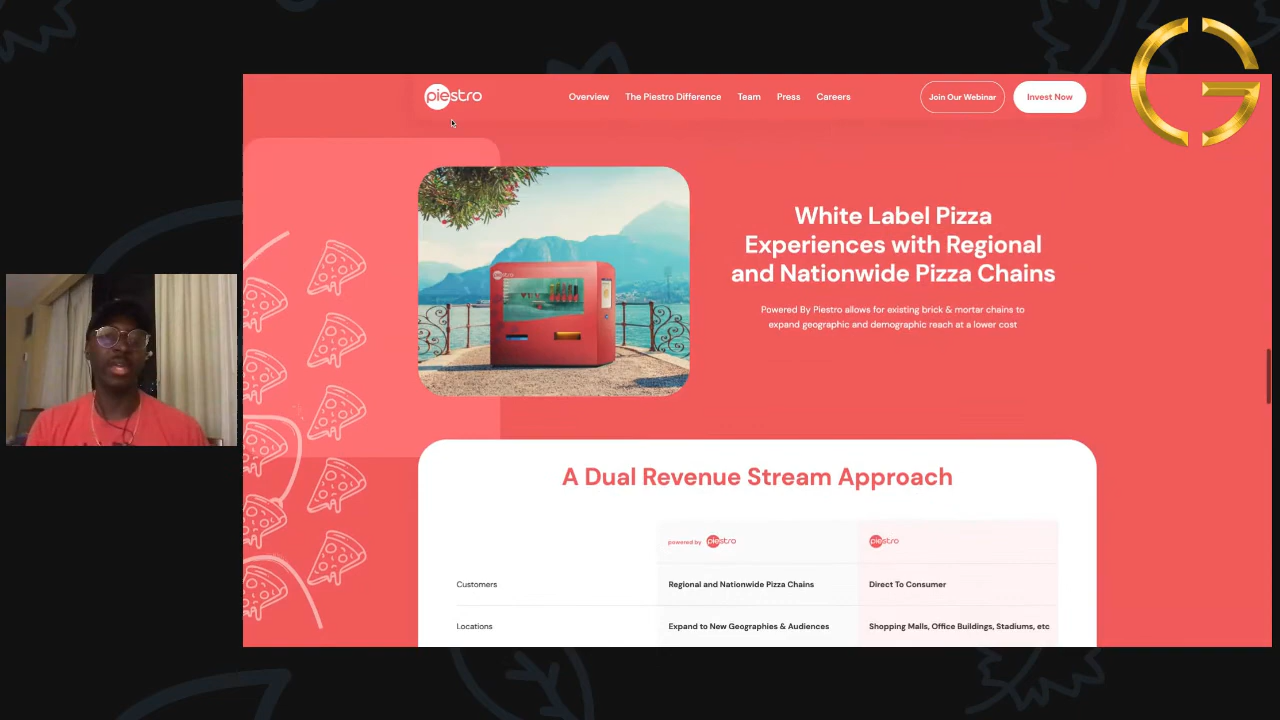 piestro
Overview
The Piestro Difference
Team
Press
Careers
Join Our Webinar
Invest Now
G
piestro
White Label Pizza
Experiences with Regional
and Nationwide Pizza Chains
Powered By Piestro allows for existing brick & mortar chains to
expand geographic and demographic reach at a lower cost
A Dual Revenue Stream Approach
powered by piestro
piestro
Customers
Regional and Nationwide Pizza Chains
Direct To Consumer
Locations
Expand to New Geographies & Audiences
Shopping Malls, Office Buildings, Stadiums, etc